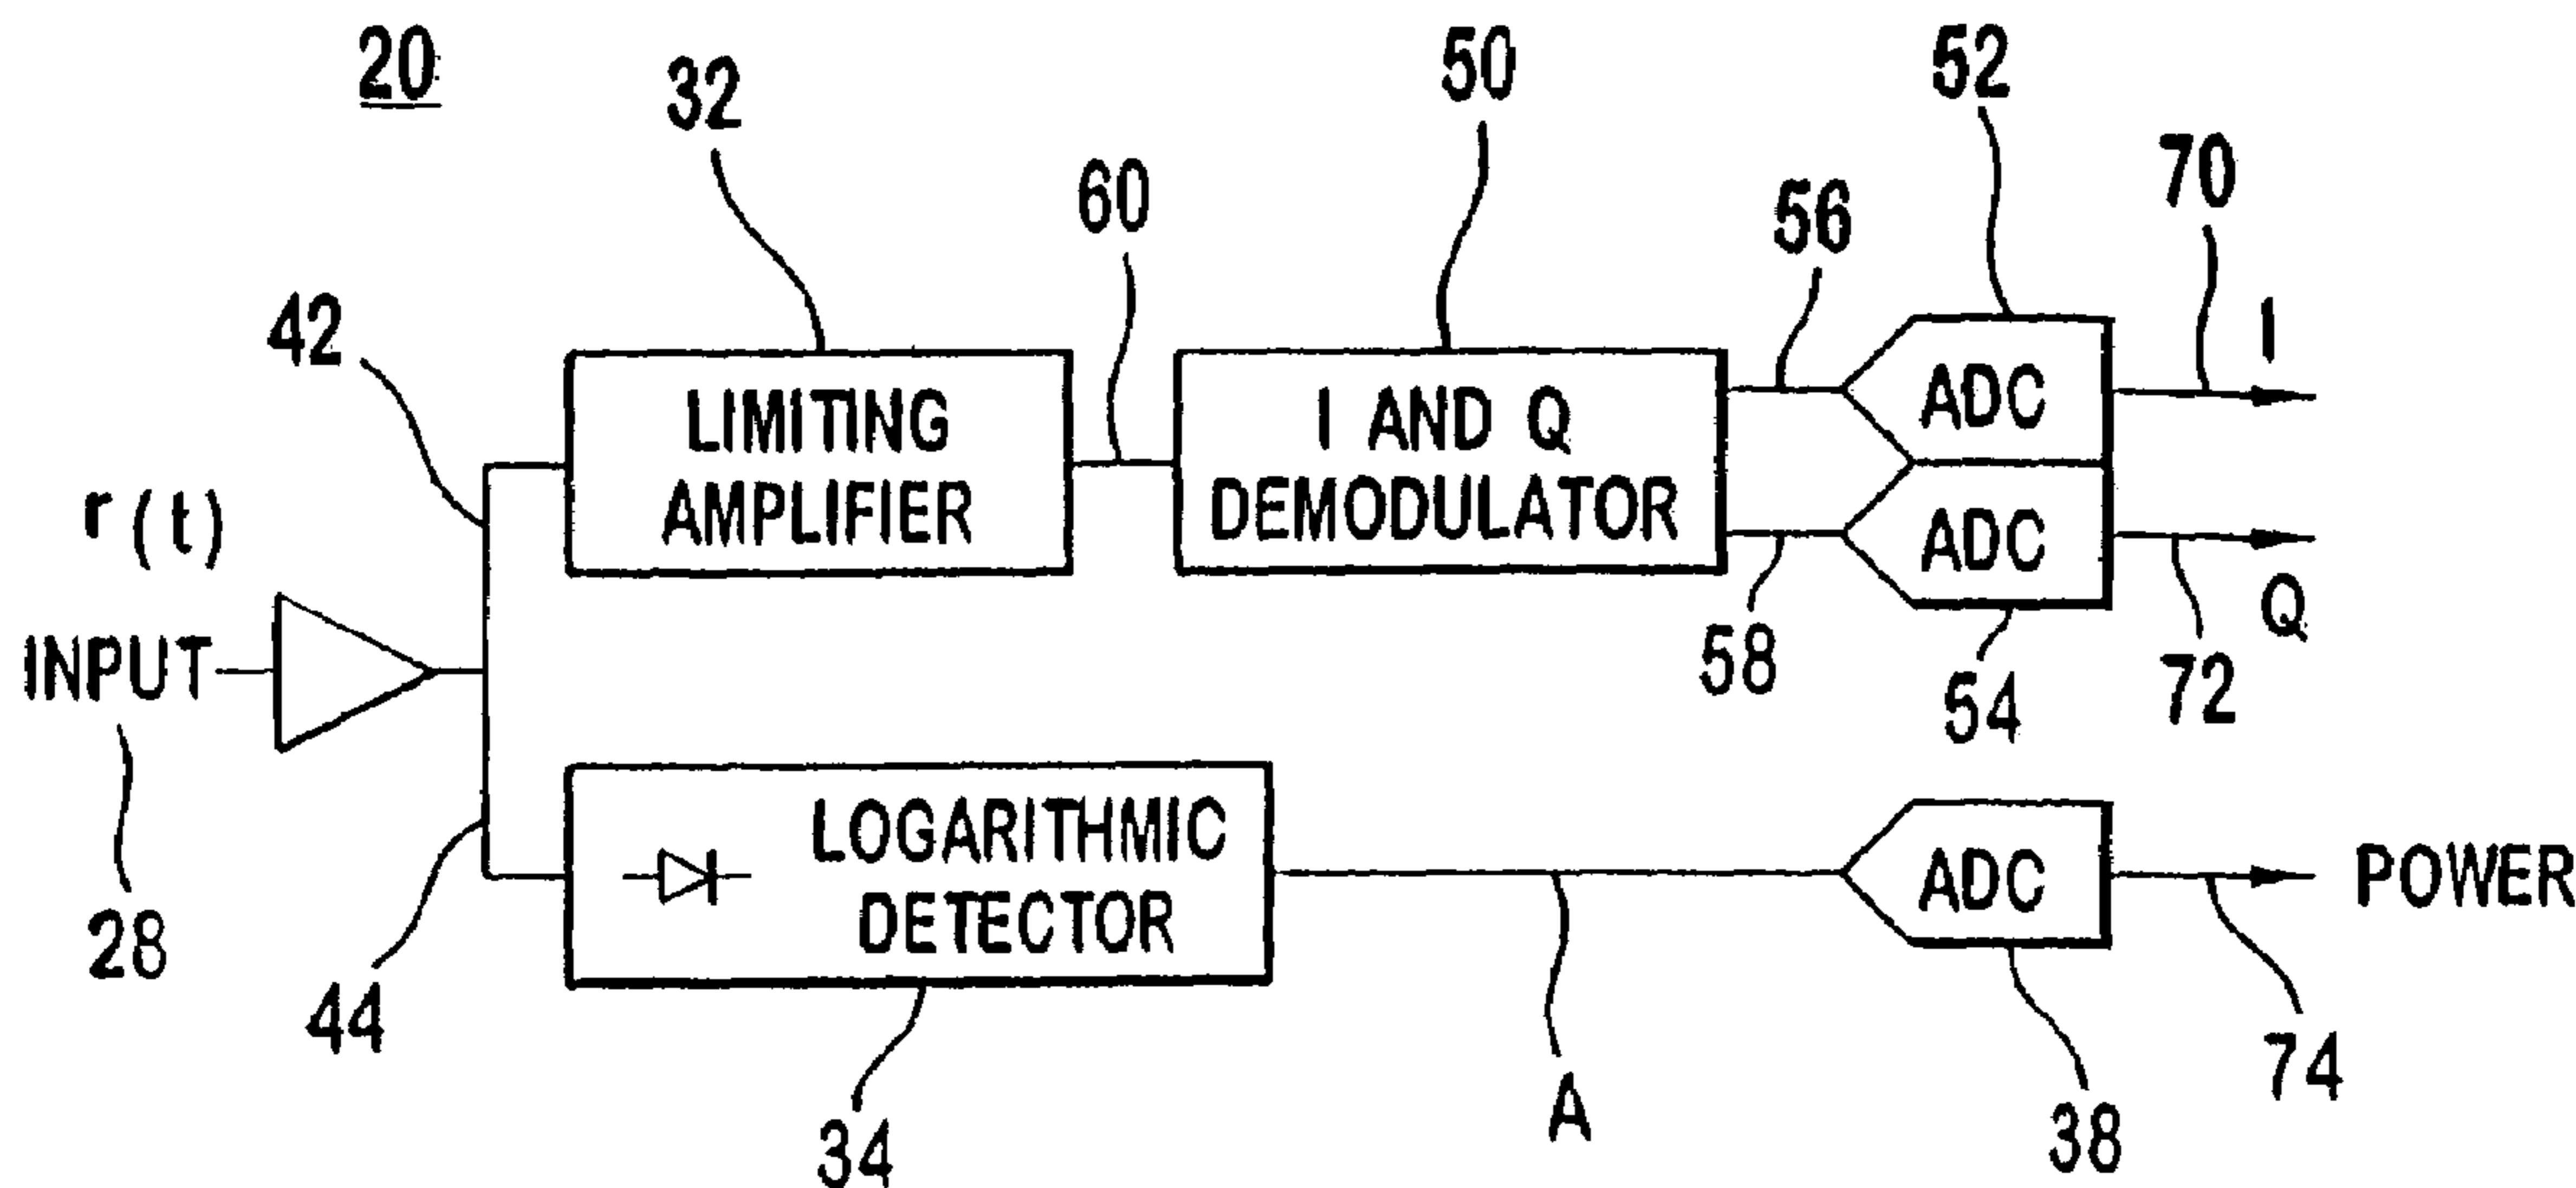 20
32
50
52
60
56
70
42
I
LIMITING
AMPLIFIER
I AND Q
DEMODULATOR
ADC
r(t)
ADC
Q
INPUT
58
54
72
28
44
LOGARITHMIC
DETECTOR
ADC
POWER
34
A
38
74